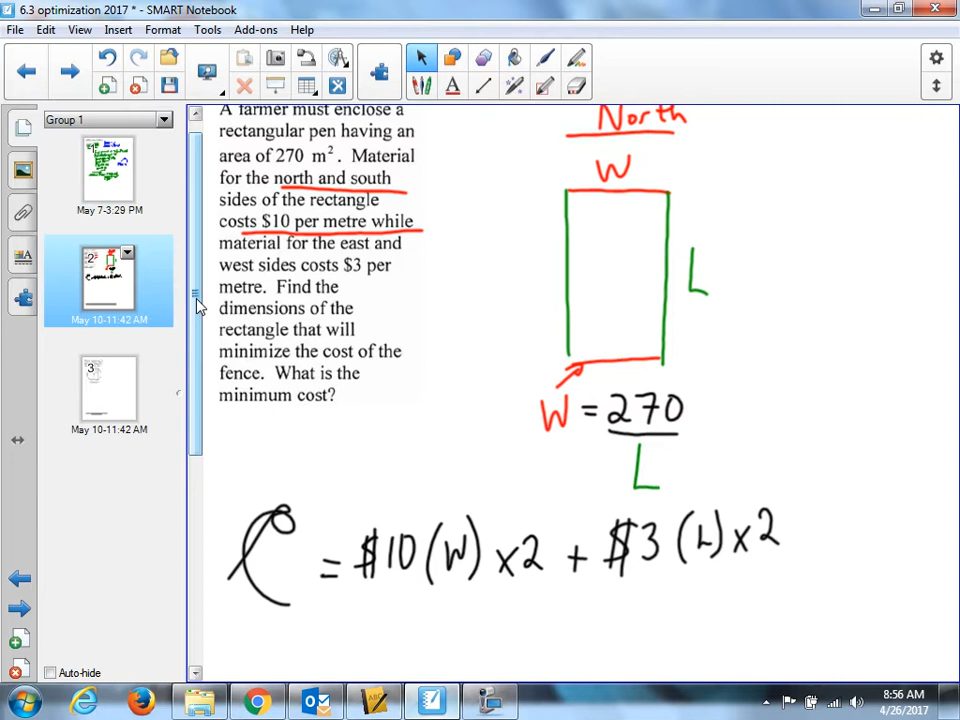 6.3 optimization 2017 * - SMART Notebook
File Edit View Insert Format Tools Add-ons Help
Group 1
May 7-3:29 PM
2
May 10-11:42 AM
3
May 10-11:42 AM
Auto-hide
A farmer must enclose a
rectangular pen having an
area of 270 m². Material
for the north and south
sides of the rectangle
costs $10 per metre while
material for the east and
west sides costs $3 per
metre. Find the
dimensions of the
rectangle that will
minimize the cost of the
fence. What is the
minimum cost?
North
W
L
W = 270
L
C = $10 (W) x2 + $3 (L) x2
8:56 AM
4/26/2017